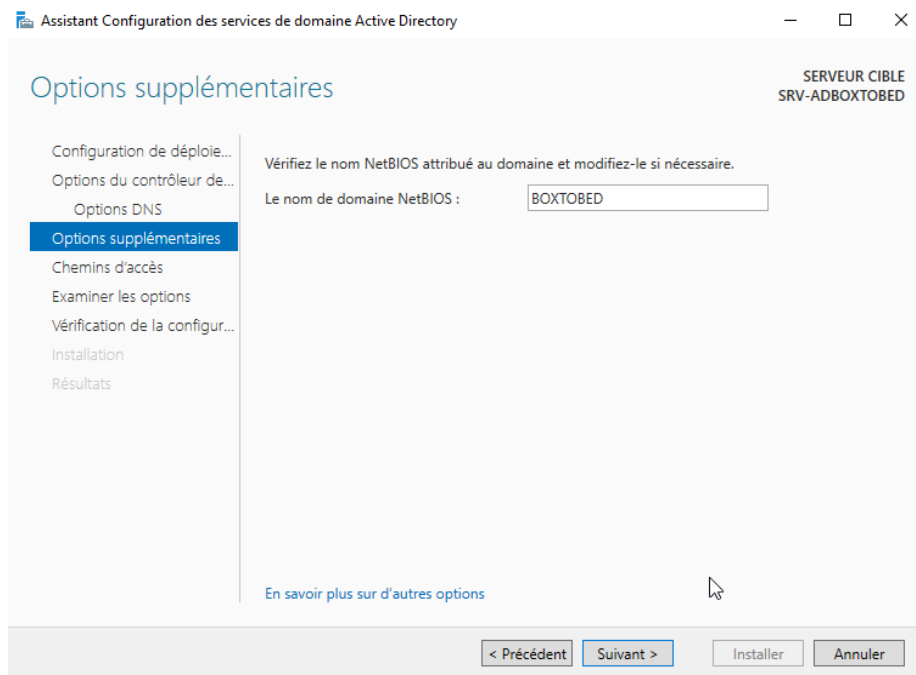 Assistant Configuration des services de domaine Active Directory
Options supplémentaires
SERVEUR CIBLE
SRV-ADBOXTOBED
Configuration de déploie...
Options du contrôleur de...
Options DNS
Options supplémentaires
Chemins d'accès
Examiner les options
Vérification de la configur...
Installation
Résultats
Vérifiez le nom NetBIOS attribué au domaine et modifiez-le si nécessaire.
Le nom de domaine NetBIOS : BOXTOBED
En savoir plus sur d'autres options
< Précédent Suivant > Installer Annuler